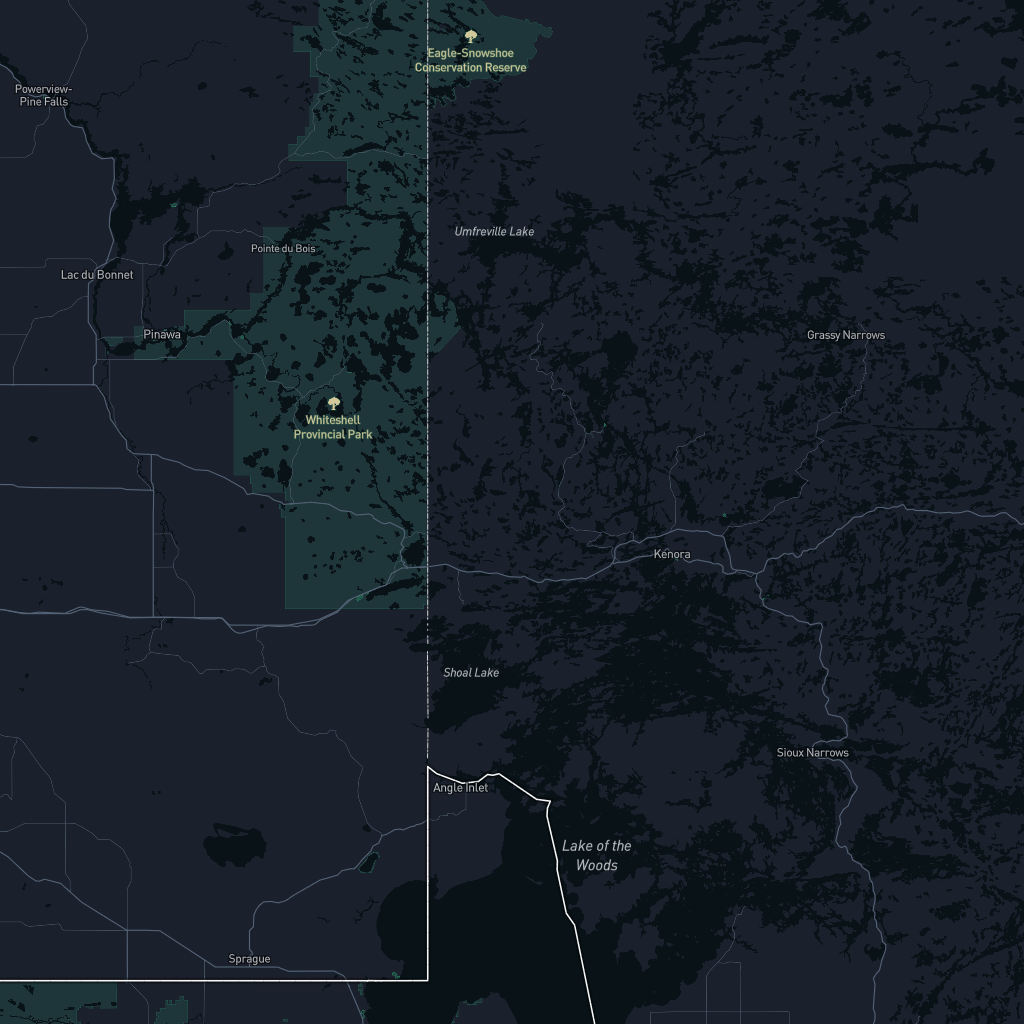 Eagle-Snowshoe
Conservation Reserve
Powerview-
Pine Falls
Umfreville Lake
Pointe du Bois
Lac du Bonnet
Pinawa
Grassy Narrows
Whiteshell
Provincial Park
Kenora
Shoal Lake
Sioux Narrows
Angle Inlet
Lake of the
Woods
Sprague